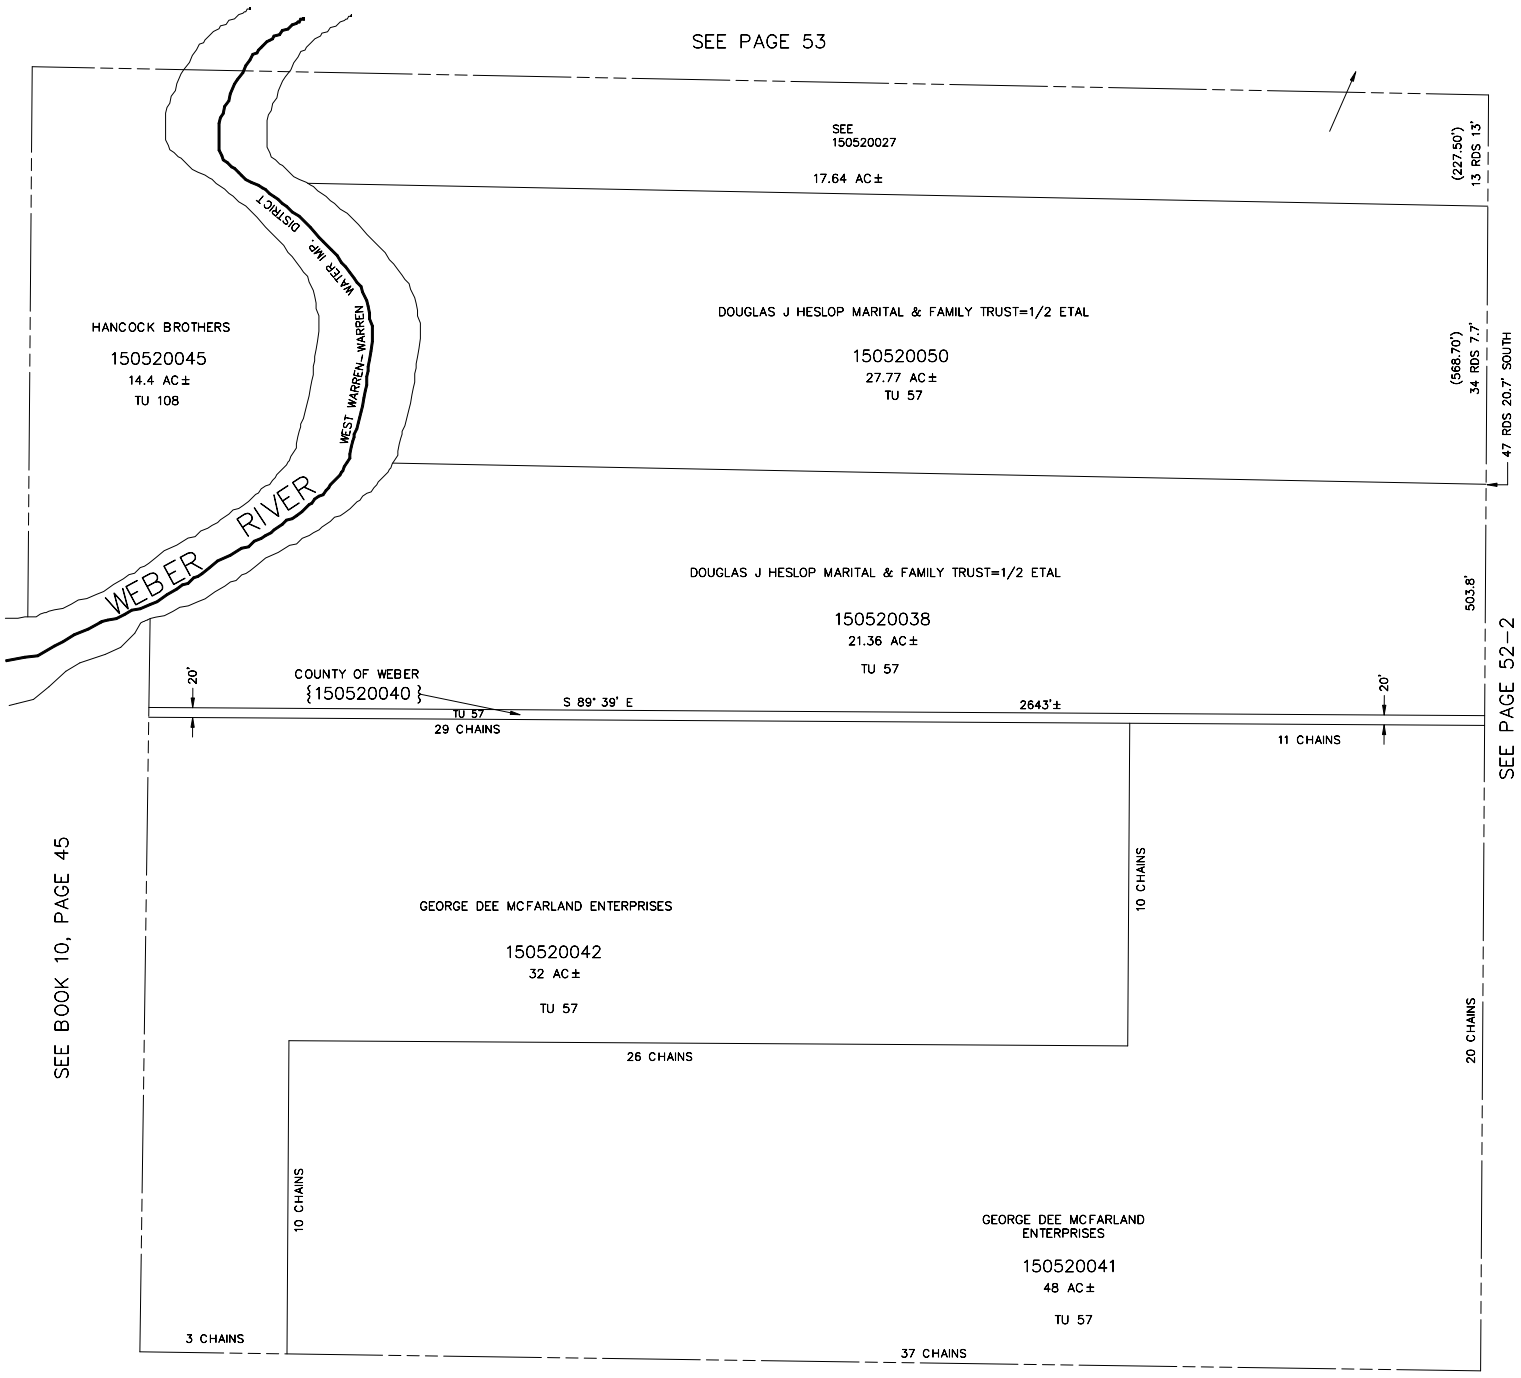 SEE PAGE 53
SEE
150520027
17.64 AC±
(227.50')
13 RDS 13'
WEST WARREN-WARREN WATER IMP. DISTRICT
HANCOCK BROTHERS
150520045
14.4 AC±
TU 108
DOUGLAS J HESLOP MARITAL & FAMILY TRUST=1/2 ETAL
150520050
27.77 AC±
TU 57
(568.70')
34 RDS 7.7'
47 RDS 20.7' SOUTH
WEBER RIVER
DOUGLAS J HESLOP MARITAL & FAMILY TRUST=1/2 ETAL
150520038
21.36 AC±
TU 57
503.8'
SEE PAGE 52-2
20'
COUNTY OF WEBER
{150520040}
S 89° 39' E
2643'±
20'
TU 57
29 CHAINS
11 CHAINS
SEE BOOK 10, PAGE 45
10 CHAINS
GEORGE DEE MCFARLAND ENTERPRISES
150520042
32 AC±
TU 57
26 CHAINS
20 CHAINS
10 CHAINS
GEORGE DEE MCFARLAND
ENTERPRISES
150520041
48 AC±
TU 57
3 CHAINS
37 CHAINS